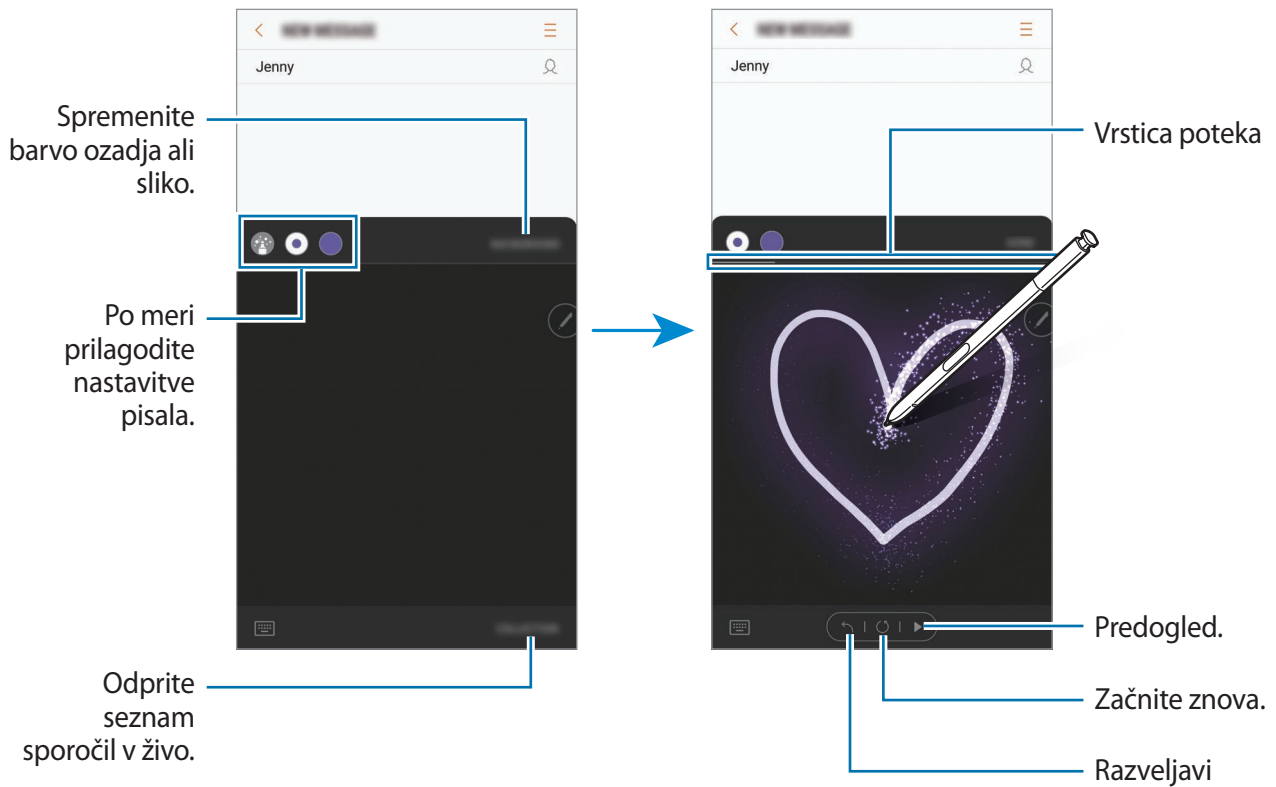 Jenny
Spremenite
barvo ozadja ali
sliko.
Po meri
prilagodite
nastavitve
pisala.
Odprite
seznam
sporočil v živo.
Jenny
Vrstica poteka
Predogled.
Začnite znova.
Razveljavi